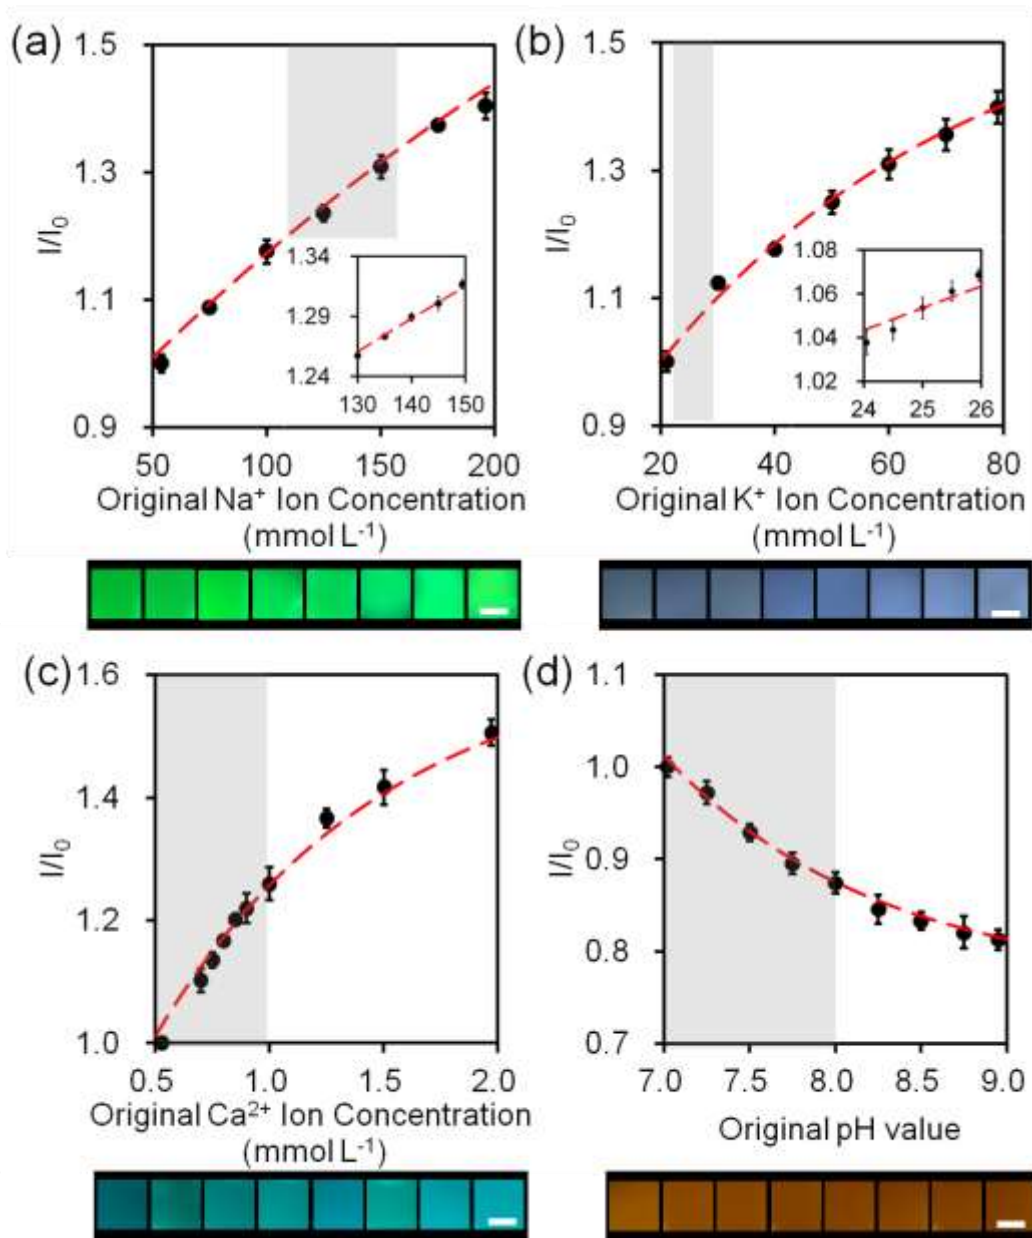 (a)
1.5
1.3
1.1
0.9
I/I₀
1.34
1.29
1.24
130 140 150
50 100 150 200
Original Na⁺ Ion Concentration
(mmol L⁻¹)
(b)
1.5
1.3
1.1
0.9
I/I₀
1.08
1.06
1.04
1.02
24 25 26
20 40 60 80
Original K⁺ Ion Concentration
(mmol L⁻¹)
(c)
1.6
1.4
1.2
1.0
I/I₀
0.5 1.0 1.5 2.0
Original Ca²⁺ Ion Concentration
(mmol L⁻¹)
(d)
1.1
1.0
0.9
0.8
0.7
I/I₀
7.0 7.5 8.0 8.5 9.0
Original pH value